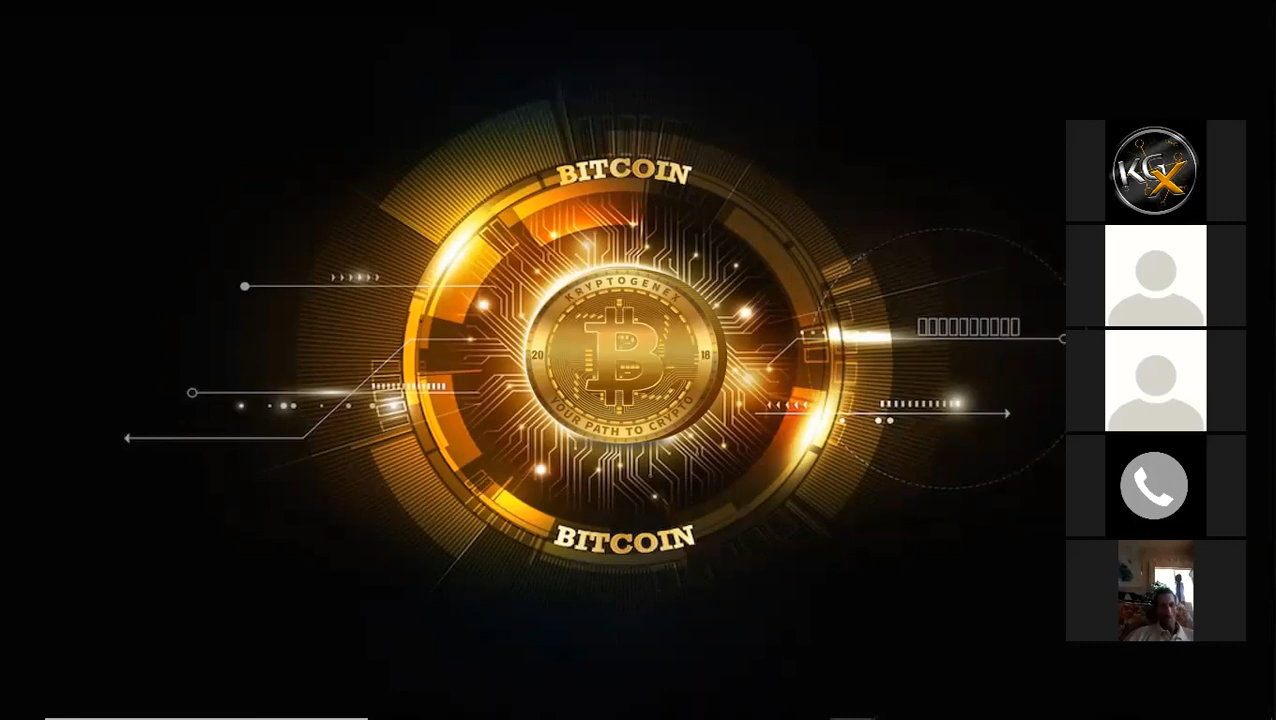 BITCOIN
KRYPTOGENEX
20 18
YOUR PATH TO CRYPTO
BITCOIN
KGX